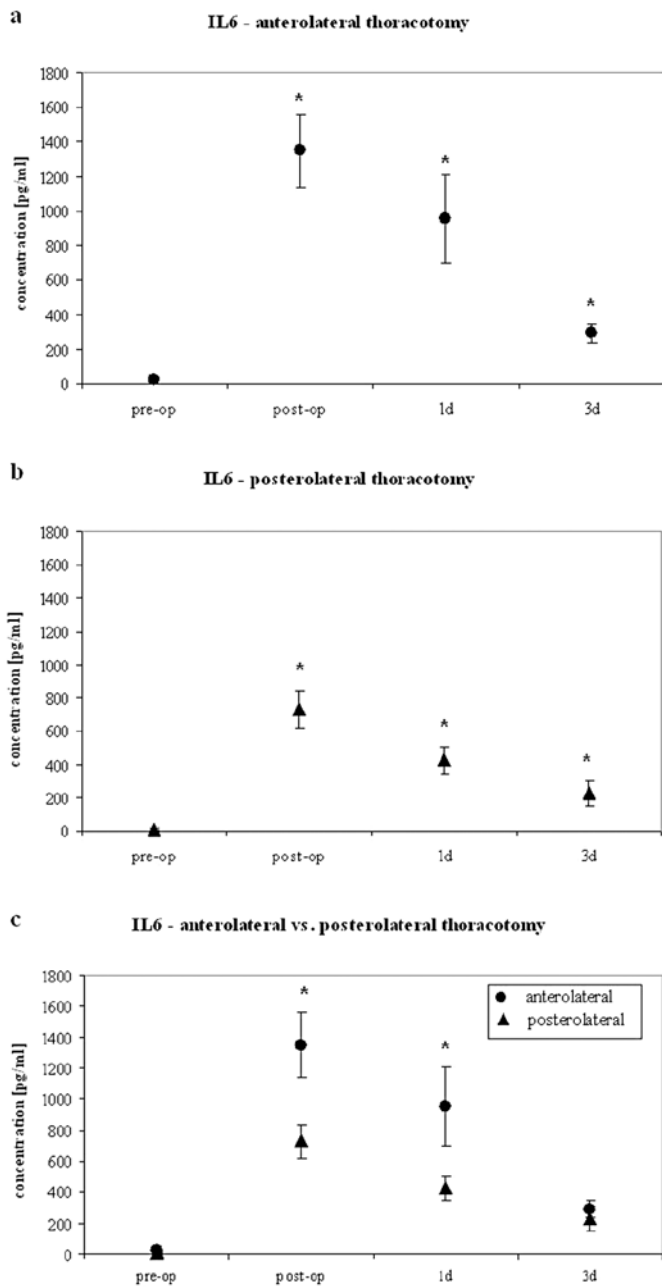 a
IL6 - anterolateral thoracotomy
concentration [pg/ml]
1800
1600
1400
1200
1000
800
600
400
200
0
*
*
*
pre-op post-op 1d 3d
b
IL6 - posterolateral thoracotomy
concentration [pg/ml]
1800
1600
1400
1200
1000
800
600
400
200
0
*
*
*
pre-op post-op 1d 3d
c
IL6 - anterolateral vs. posterolateral thoracotomy
concentration [pg/ml]
1800
1600
1400
1200
1000
800
600
400
200
0
*
*
anterolateral
posterolateral
pre-op post-op 1d 3d